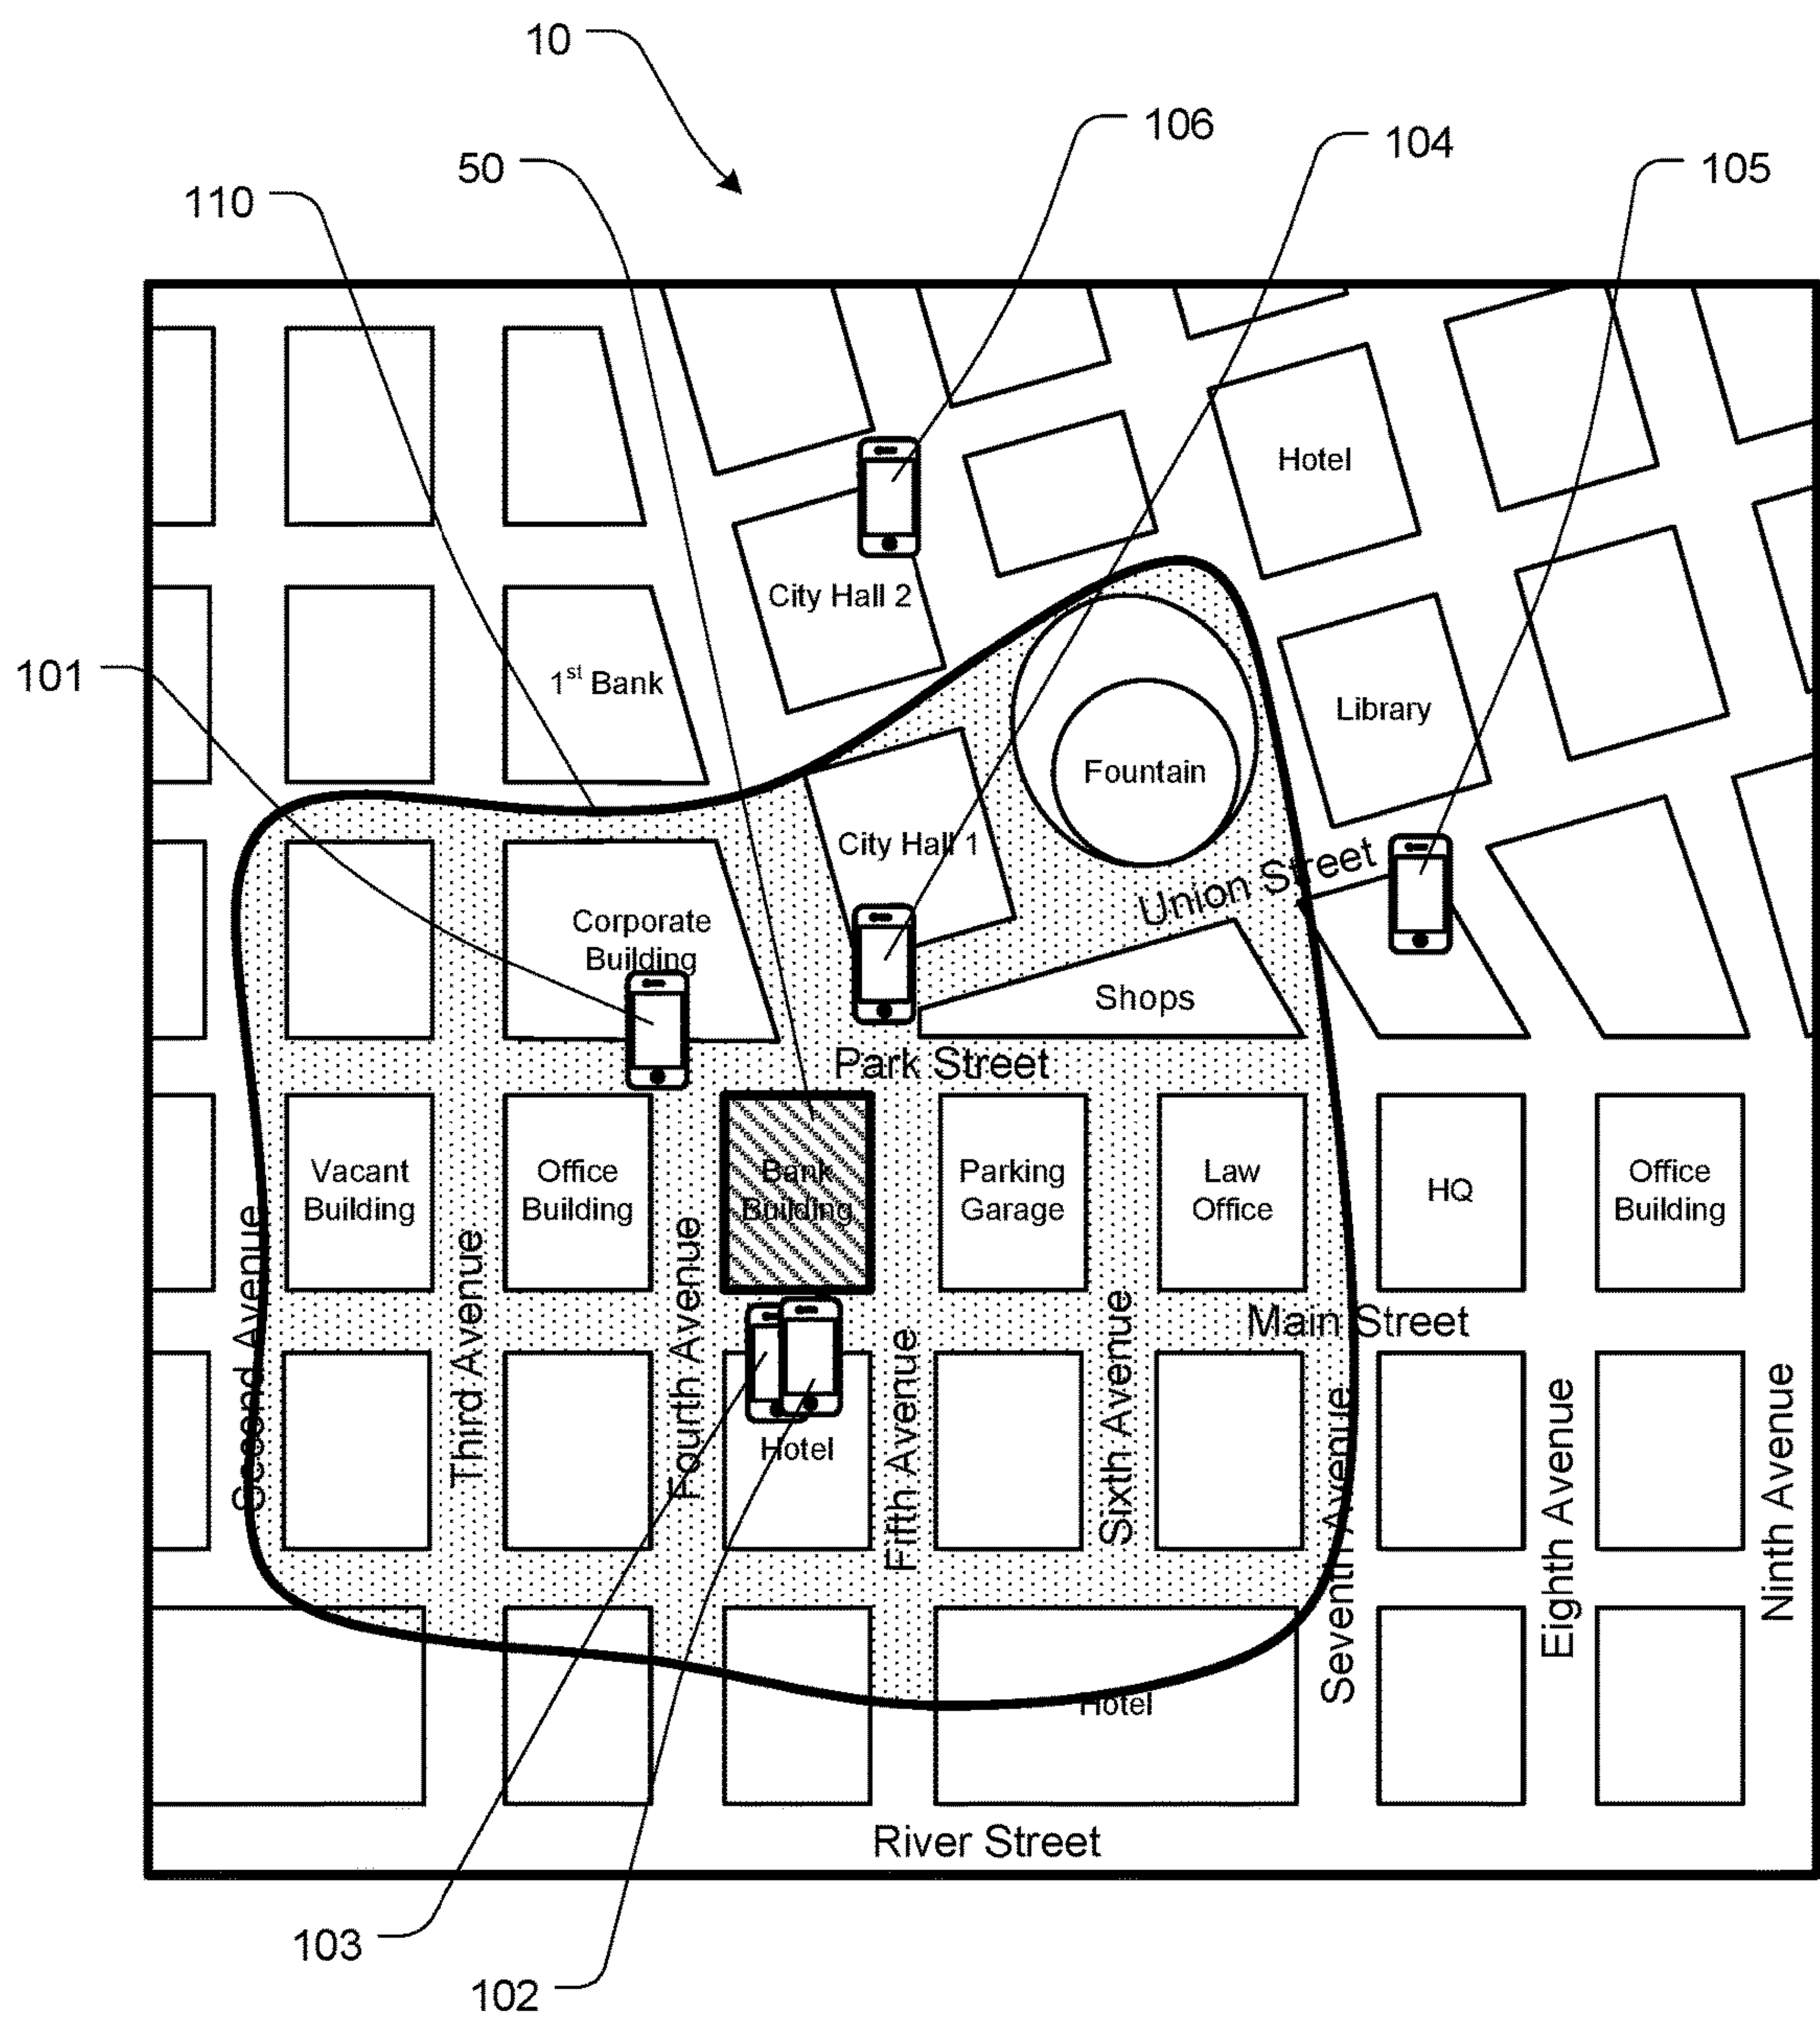 10
106
104
50
105
110
Hotel
City Hall 2
101
1st Bank
Library
Fountain
City Hall 1
Union Street
Corporate
Building
Shops
Park Street
Vacant
Building
Office
Building
Bank
Building
Parking
Garage
Law
Office
HQ
Office
Building
Second Avenue
Third Avenue
Fourth Avenue
Fifth Avenue
Sixth Avenue
Main Street
Seventh Avenue
Eighth Avenue
Ninth Avenue
Hotel
Hotel
River Street
103
102